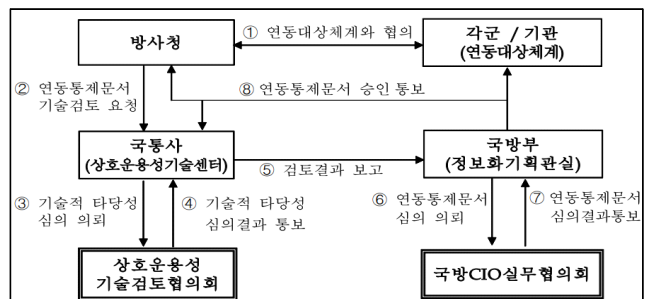 ① 연동대상체계와 협의
방사청
각군 / 기관
(연동대상체계)
② 연동통제문서
기술검토 요청
⑧ 연동통제문서 승인 통보
국통사
(상호운용성기술센터)
국방부
(정보화기획관실)
⑤ 검토결과 보고
③ 기술적 타당성
심의 의뢰
④ 기술적 타당성
심의결과 통보
⑥ 연동통제문서
심의 의뢰
⑦ 연동통제문서
심의결과통보
상호운용성
기술검토협의회
국방CIO실무협의회